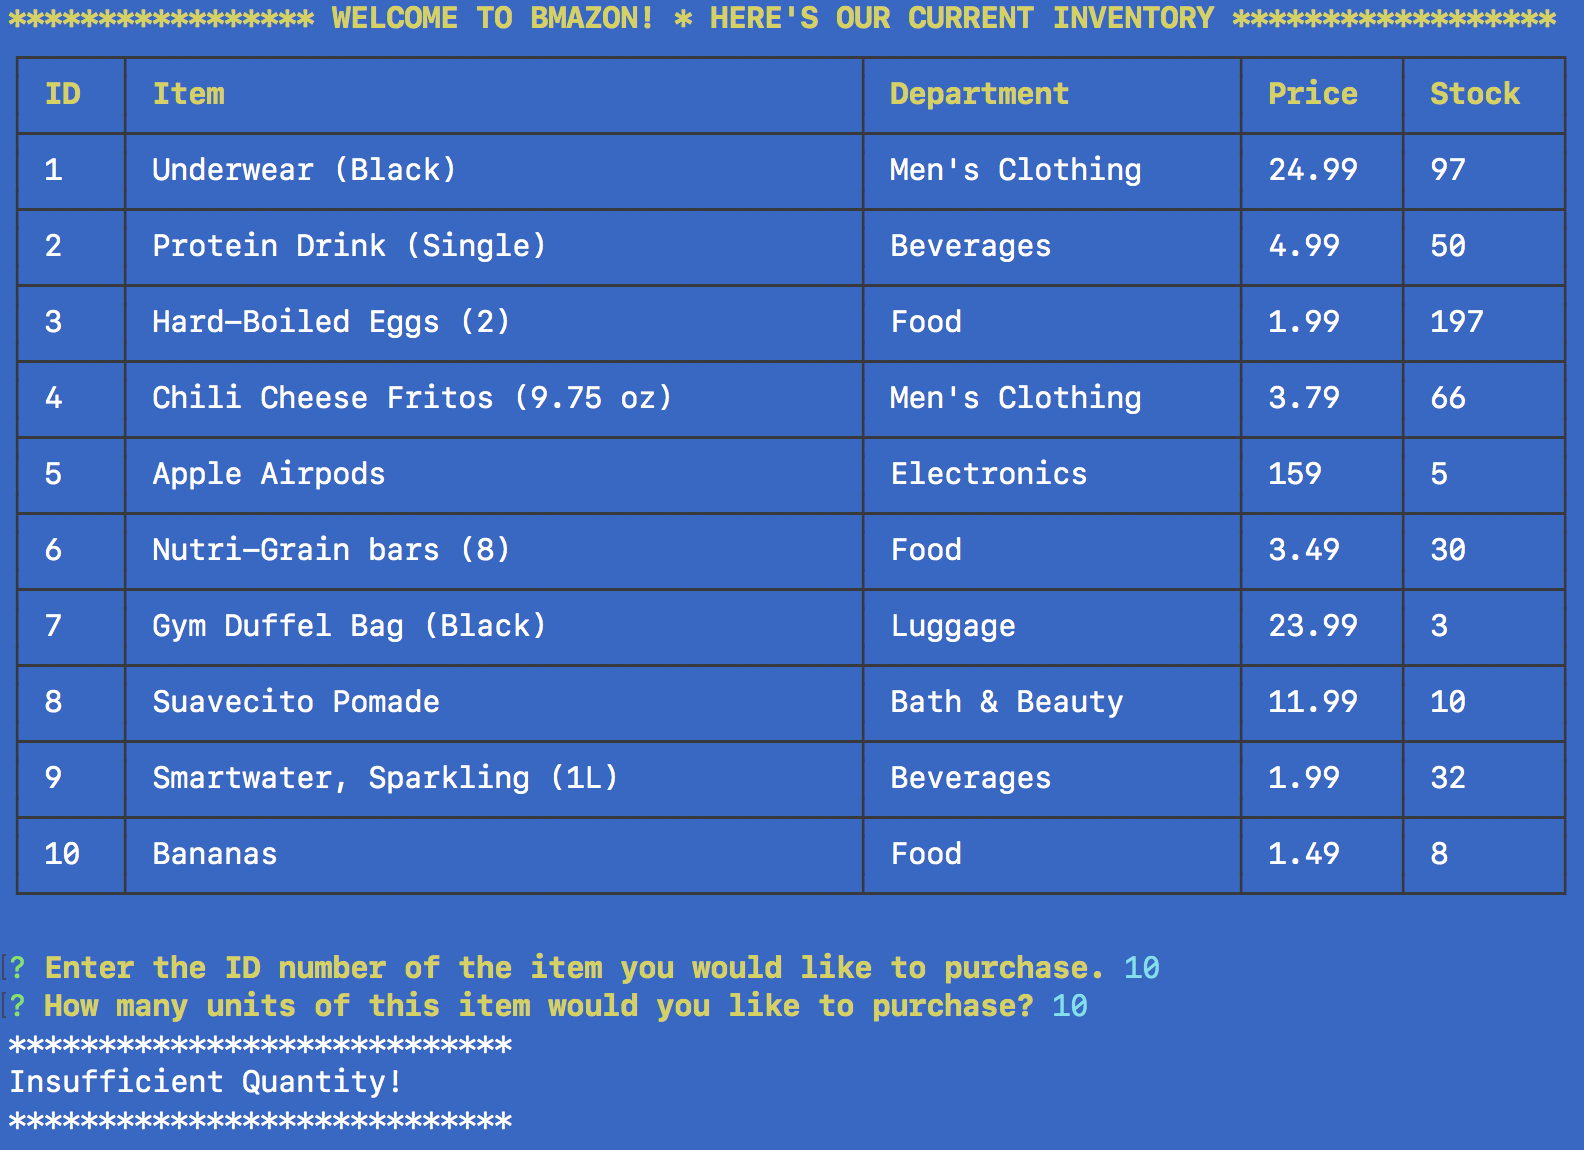 ***************** WELCOME TO BMAZON! * HERE'S OUR CURRENT INVENTORY ******************
ID Item Department Price Stock
1 Underwear (Black) Men's Clothing 24.99 97
2 Protein Drink (Single) Beverages 4.99 50
3 Hard-Boiled Eggs (2) Food 1.99 197
4 Chili Cheese Fritos (9.75 oz) Men's Clothing 3.79 66
5 Apple Airpods Electronics 159 5
6 Nutri-Grain bars (8) Food 3.49 30
7 Gym Duffel Bag (Black) Luggage 23.99 3
8 Suavecito Pomade Bath & Beauty 11.99 10
9 Smartwater, Sparkling (1L) Beverages 1.99 32
10 Bananas Food 1.49 8
[? Enter the ID number of the item you would like to purchase. 10
[? How many units of this item would you like to purchase? 10
****************************
Insufficient Quantity!
****************************